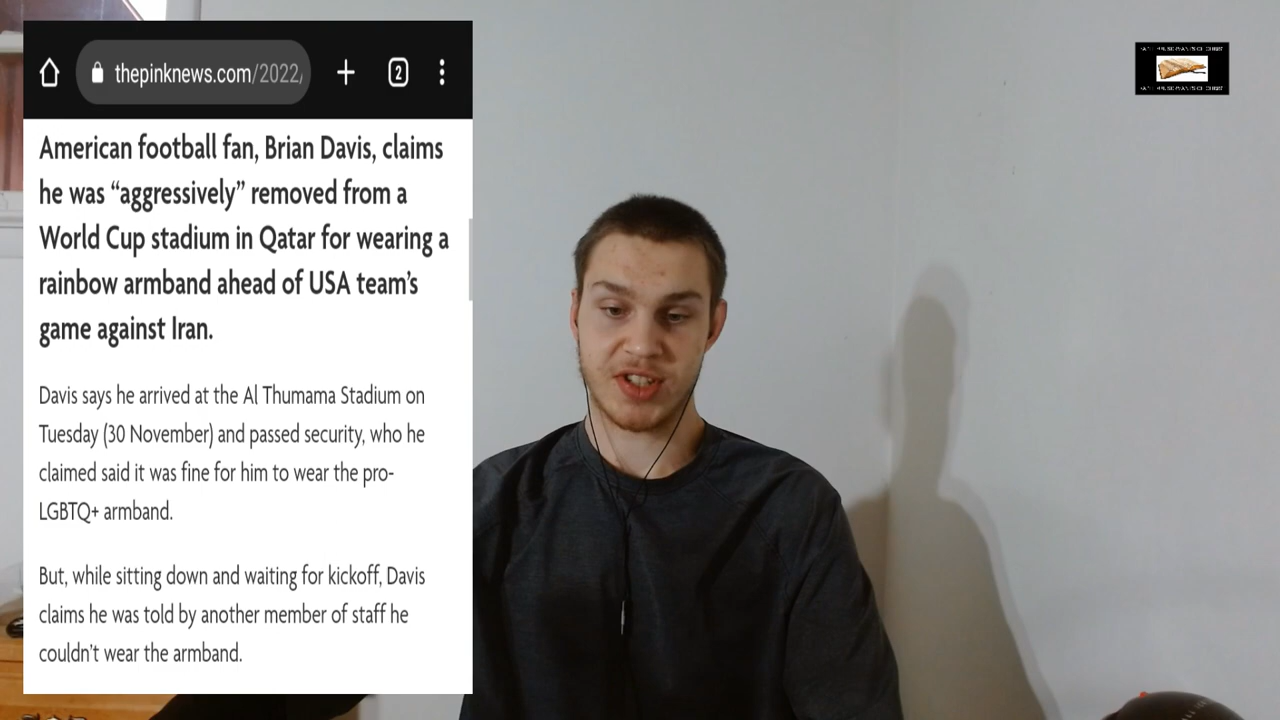 thepinknews.com/2022/
2
American football fan, Brian Davis, claims
he was “aggressively” removed from a
World Cup stadium in Qatar for wearing a
rainbow armband ahead of USA team’s
game against Iran.
Davis says he arrived at the Al Thumama Stadium on
Tuesday (30 November) and passed security, who he
claimed said it was fine for him to wear the pro-
LGBTQ+ armband.
But, while sitting down and waiting for kickoff, Davis
claims he was told by another member of staff he
couldn’t wear the armband.